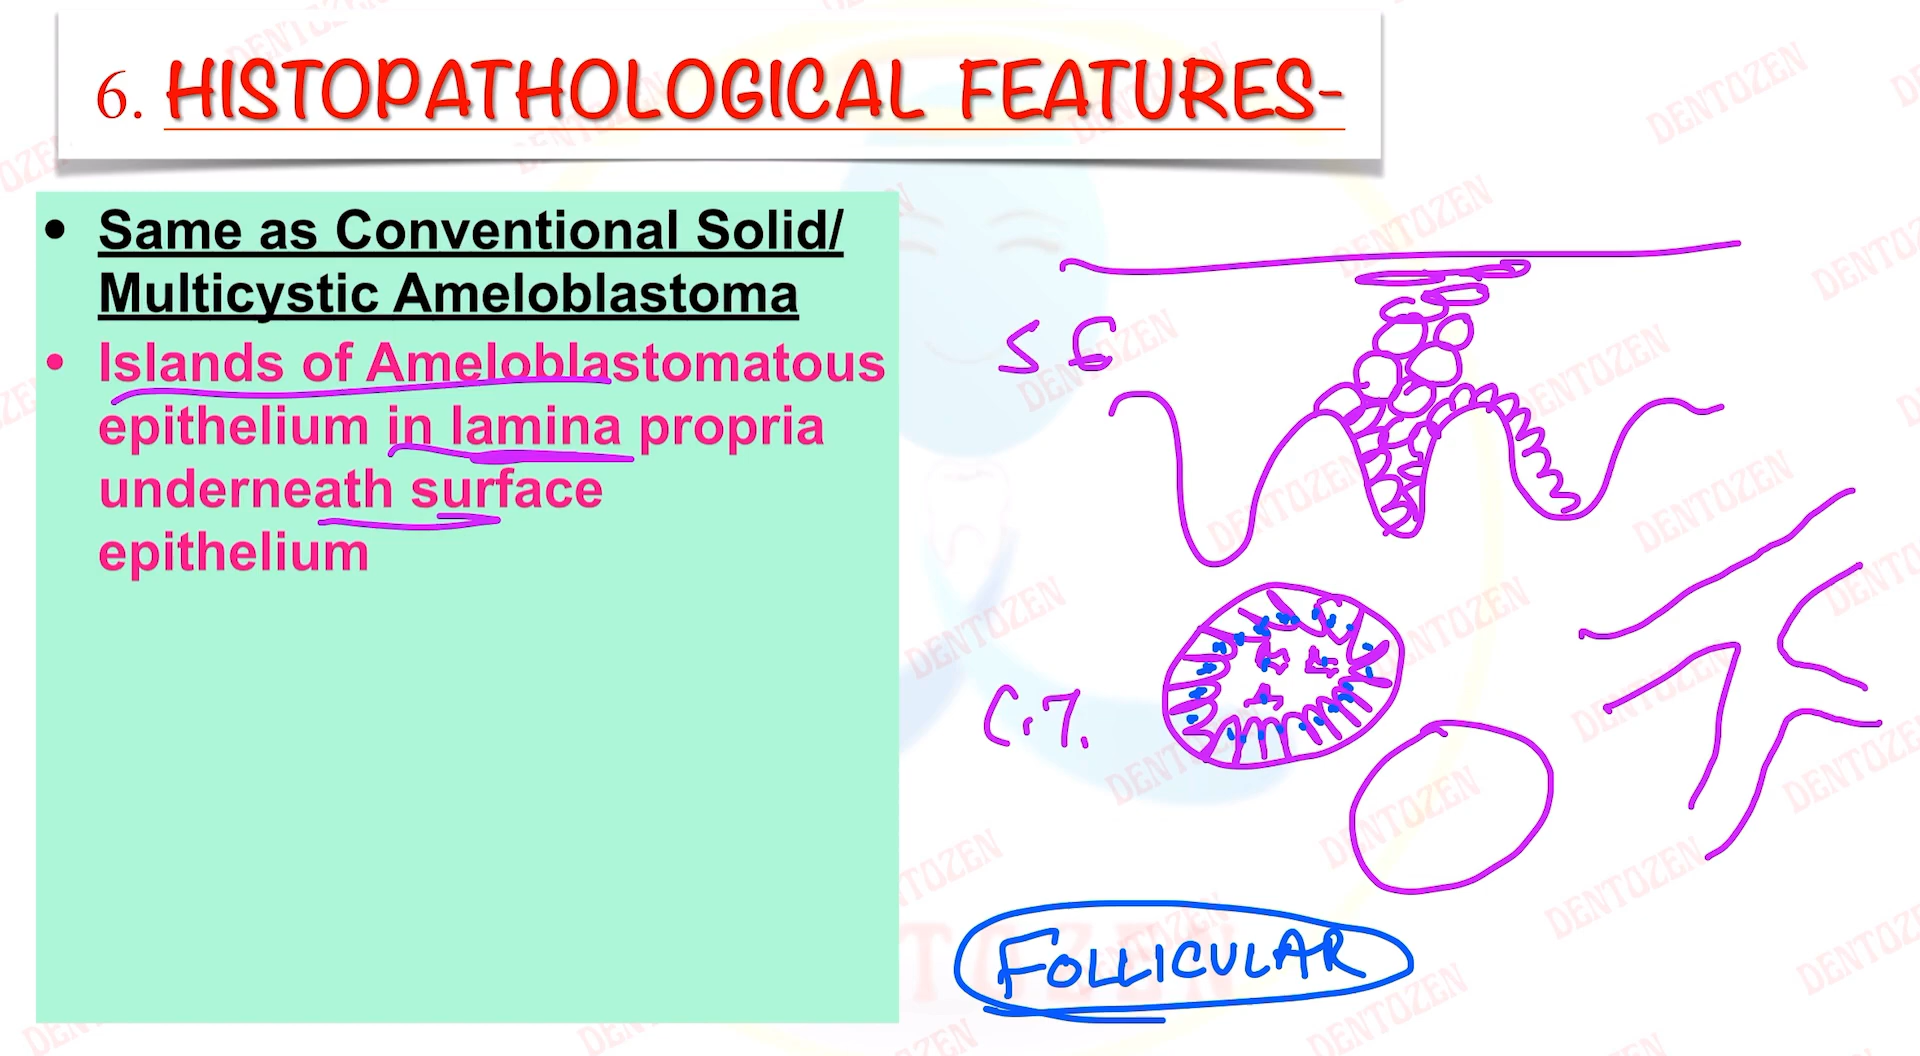 6. HISTOPATHOLOGICAL FEATURES-
• Same as Conventional Solid/
Multicystic Ameloblastoma
• Islands of Ameloblastomatous
epithelium in lamina propria
underneath surface
epithelium
S E
C.T.
FOLLICULAR
DENTOZEN